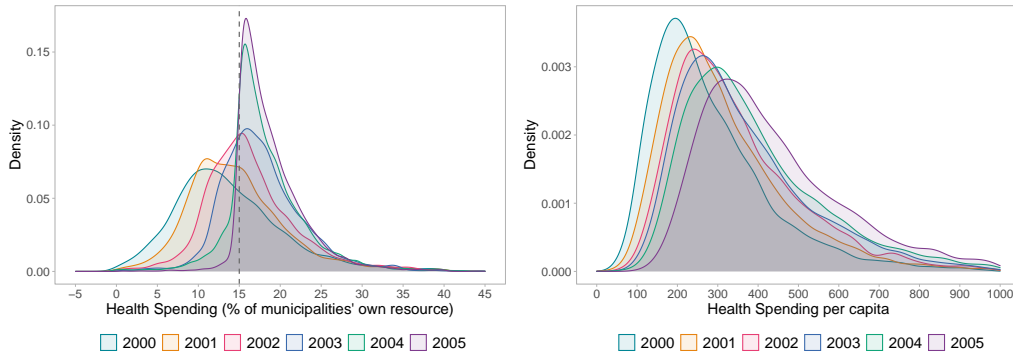 0.15
0.10
0.05
0.00
Density
−5 0 5 10 15 20 25 30 35 40 45
Health Spending (% of municipalities' own resource)
2000 2001 2002 2003 2004 2005
0.003
0.002
0.001
0.000
Density
0 100 200 300 400 500 600 700 800 900 1000
Health Spending per capita
2000 2001 2002 2003 2004 2005